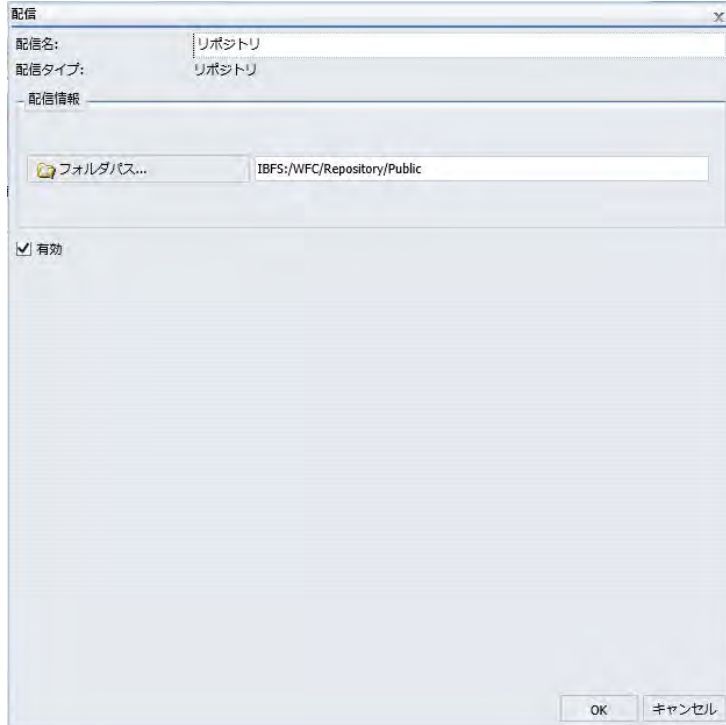 配信
配信名: リポジトリ
配信タイプ: リポジトリ
配信情報
フォルダパス... IBFS:/WFC/Repository/Public
有効
OK キャンセル